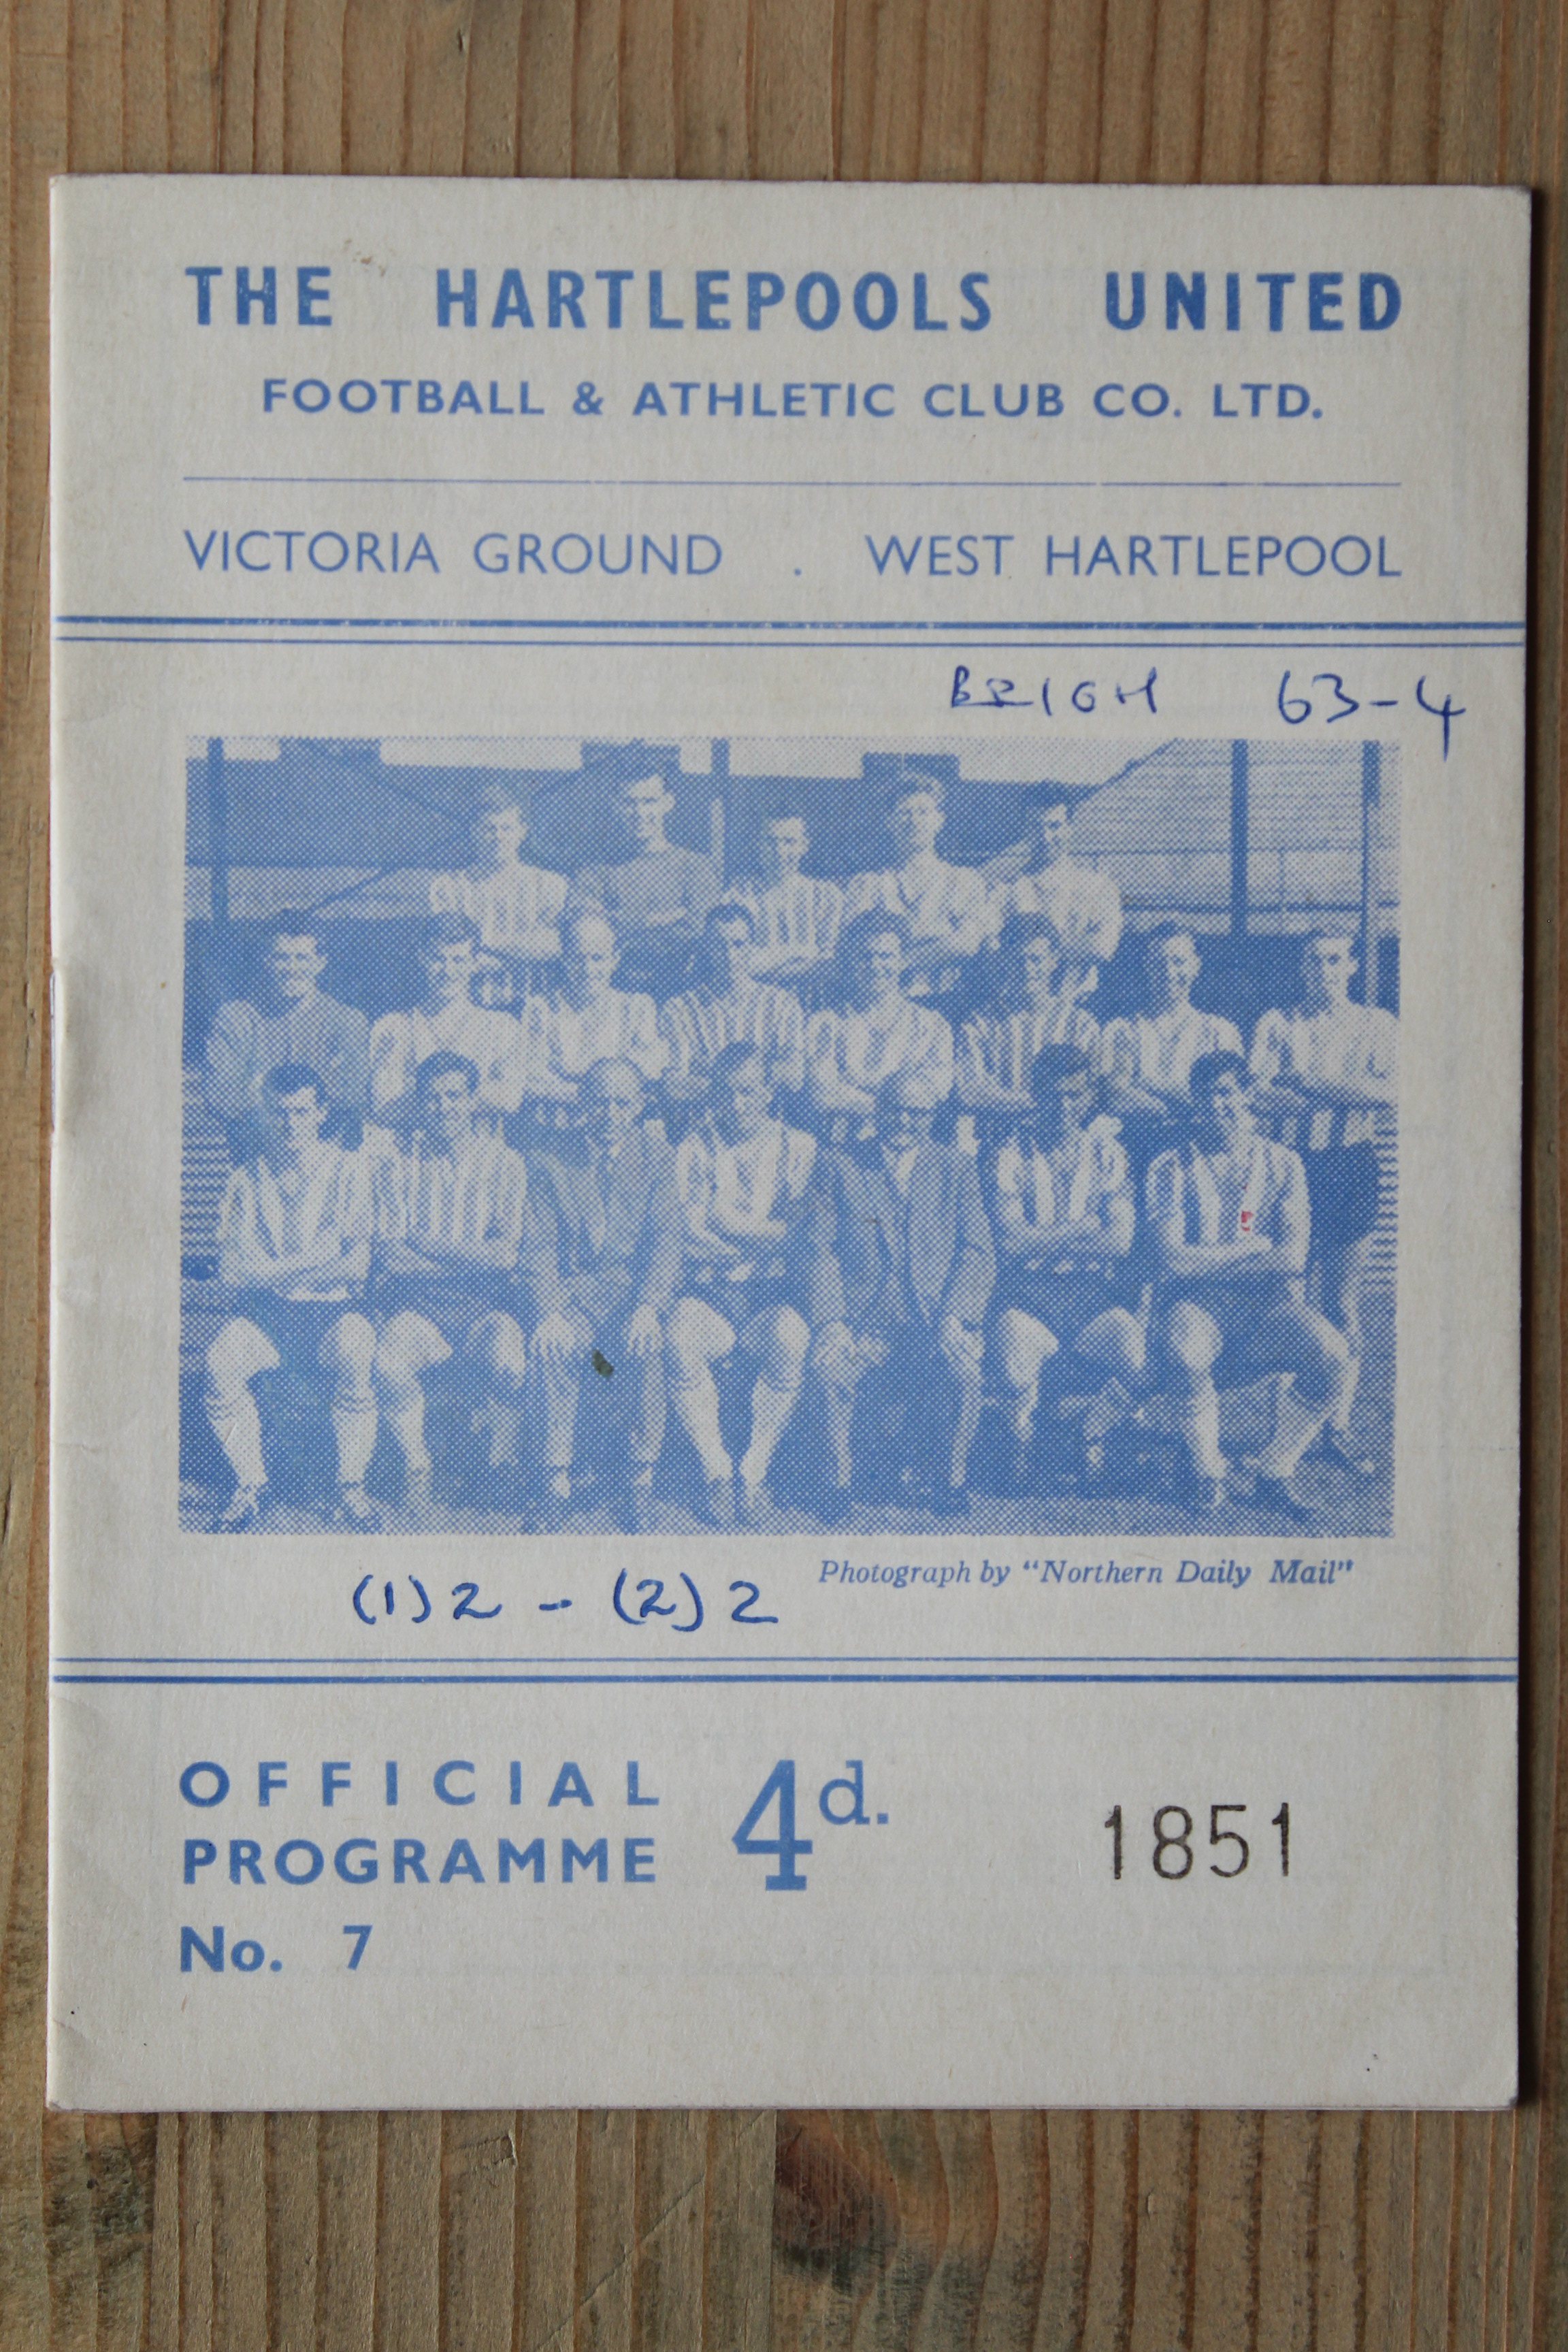 THE HARTLEPOOLS UNITED
FOOTBALL & ATHLETIC CLUB CO. LTD.
VICTORIA GROUND . WEST HARTLEPOOL
BRIGH 63-4
Photograph by "Northern Daily Mail"
(1) 2 - (2) 2
OFFICIAL
PROGRAMME 4d. 1851
No. 7